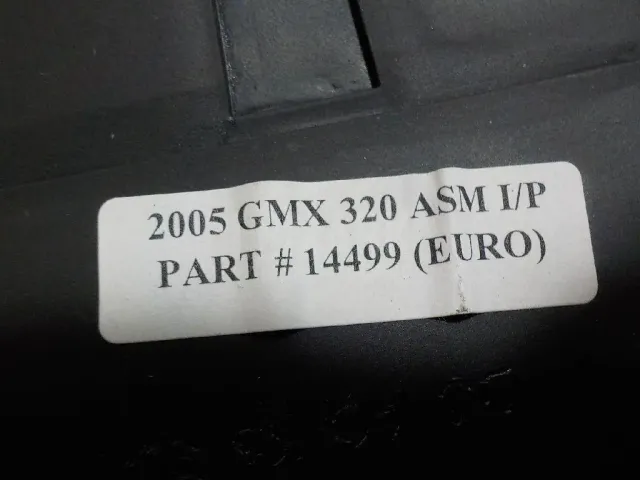 2005 GMX 320 ASM I/P
PART # 14499 (EURO)